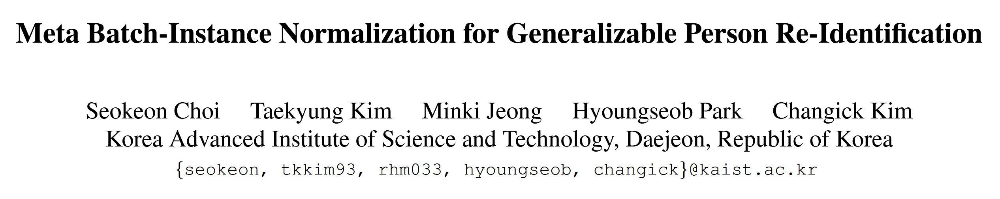 Meta Batch-Instance Normalization for Generalizable Person Re-Identification
Seokeon Choi Taekyung Kim Minki Jeong Hyoungseob Park Changick Kim
Korea Advanced Institute of Science and Technology, Daejeon, Republic of Korea
{seokeon, tkkim93, rhm033, hyoungseob, changick}@kaist.ac.kr